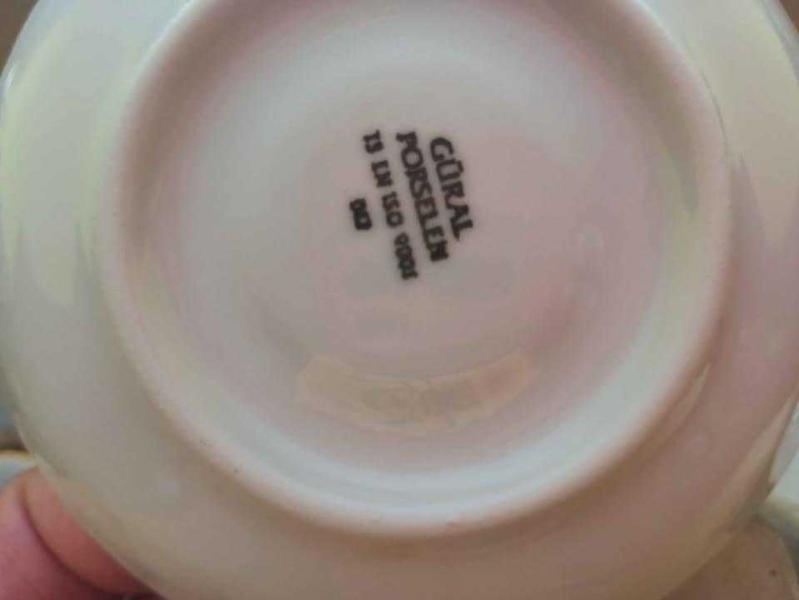 GÜRAL
PORSELEN
TS EN ISO 9001